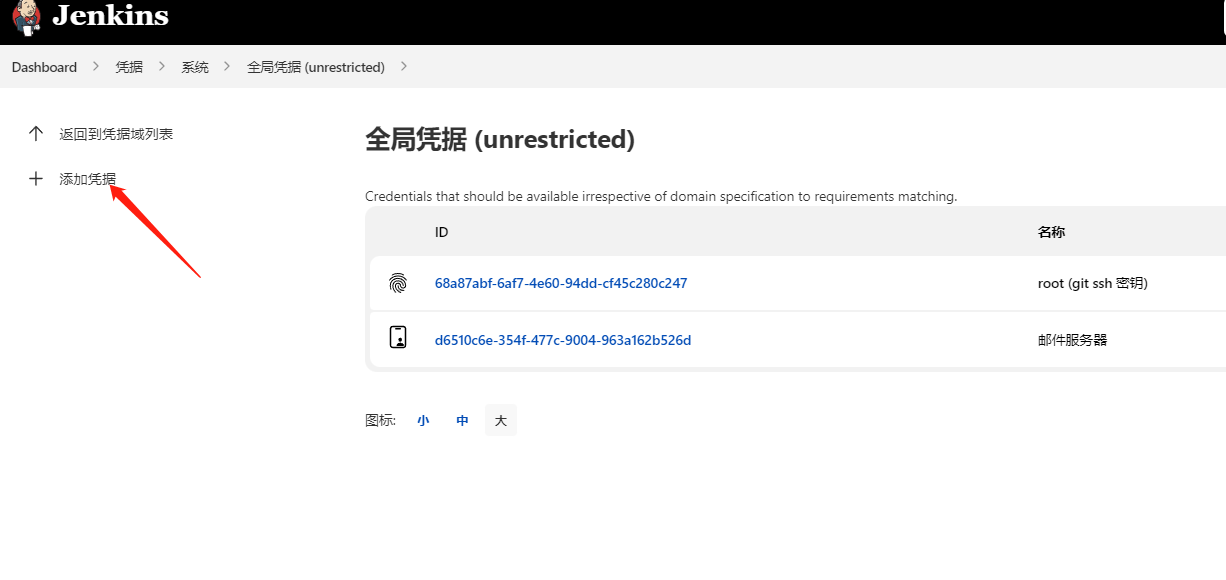 Jenkins
Dashboard > 凭据 > 系统 > 全局凭据 (unrestricted) >
返回到凭据域列表
添加凭据
全局凭据 (unrestricted)
Credentials that should be available irrespective of domain specification to requirements matching.
ID 名称
68a87abf-6af7-4e60-94dd-cf45c280c247 root (git ssh 密钥)
d6510c6e-354f-477c-9004-963a162b526d 邮件服务器
图标: 小 中 大